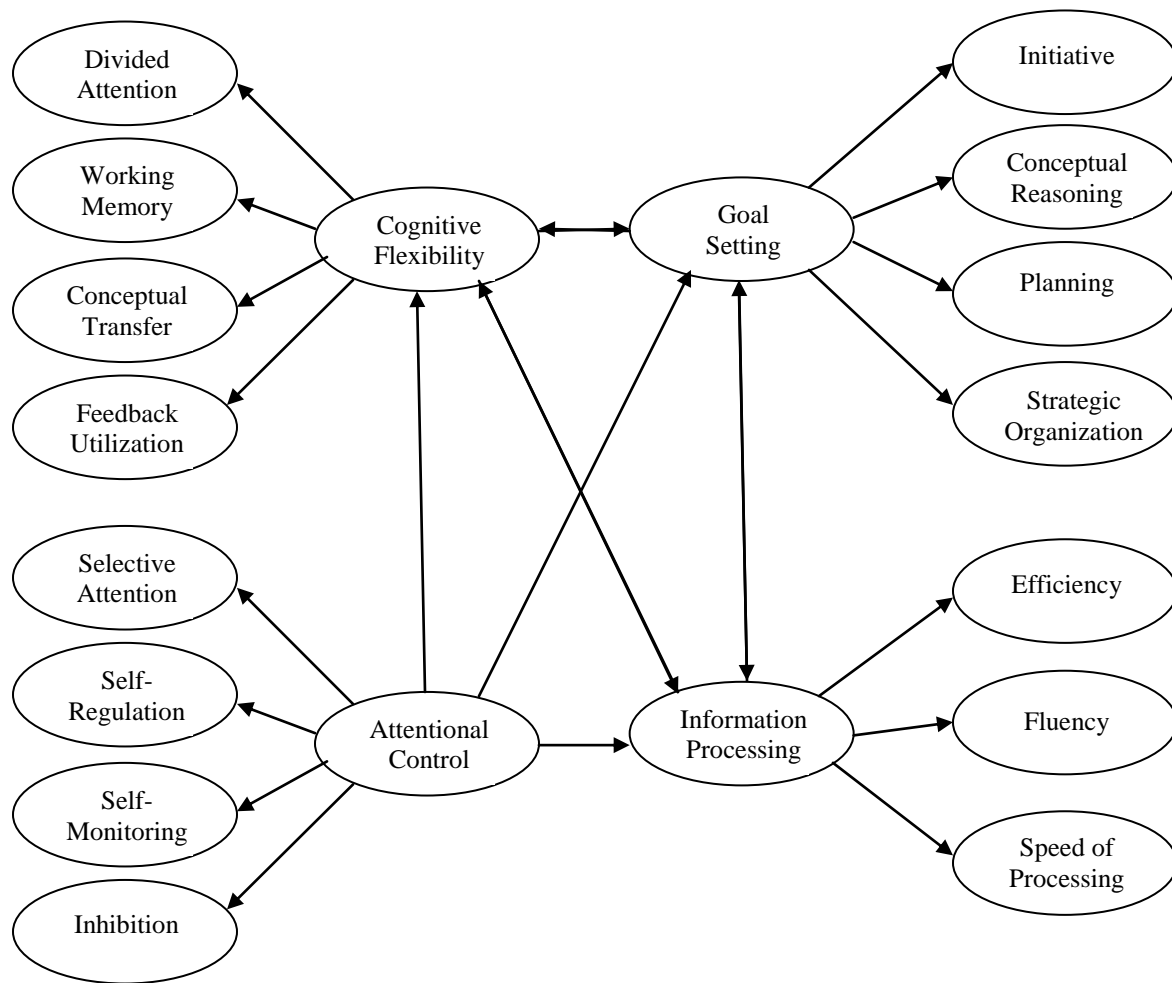 Divided
Attention
Working
Memory
Conceptual
Transfer
Feedback
Utilization
Cognitive
Flexibility
Goal
Setting
Initiative
Conceptual
Reasoning
Planning
Strategic
Organization
Selective
Attention
Self-
Regulation
Self-
Monitoring
Inhibition
Attentional
Control
Information
Processing
Efficiency
Fluency
Speed of
Processing